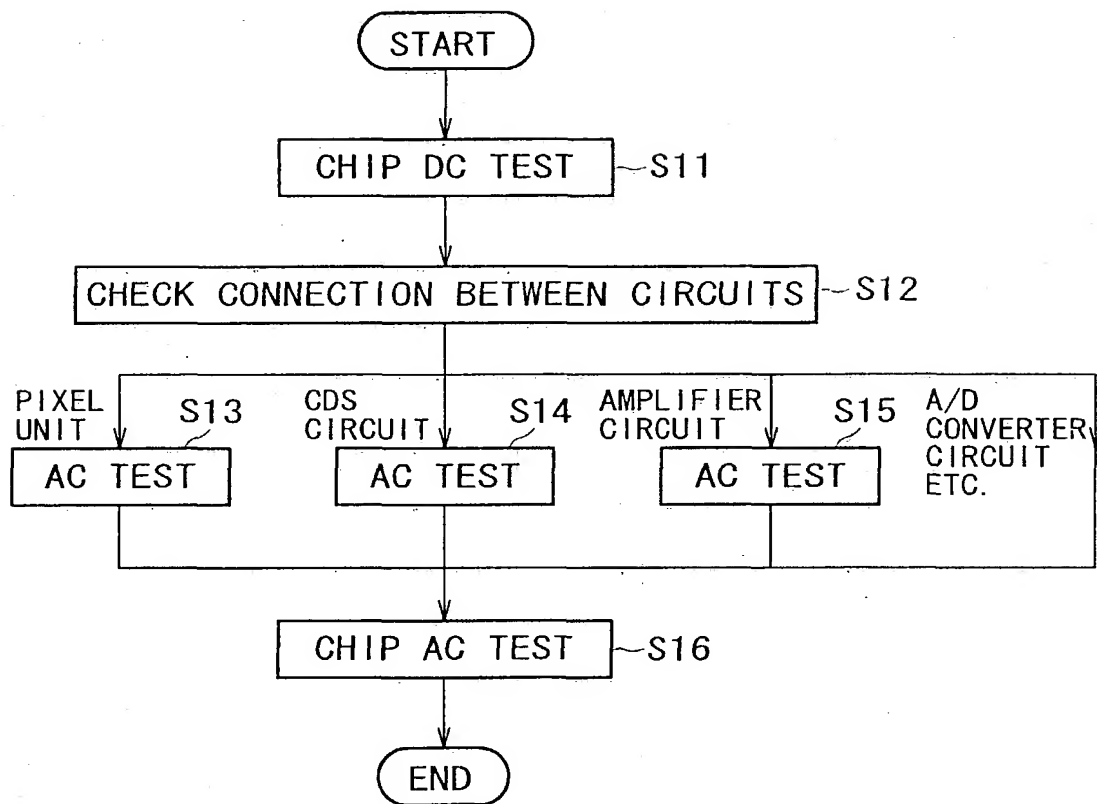 START
CHIP DC TEST
S11
CHECK CONNECTION BETWEEN CIRCUITS
S12
PIXEL
UNIT
S13
AC TEST
CDS
CIRCUIT
S14
AC TEST
AMPLIFIER
CIRCUIT
S15
AC TEST
A/D
CONVERTER
CIRCUIT
ETC.
CHIP AC TEST
S16
END